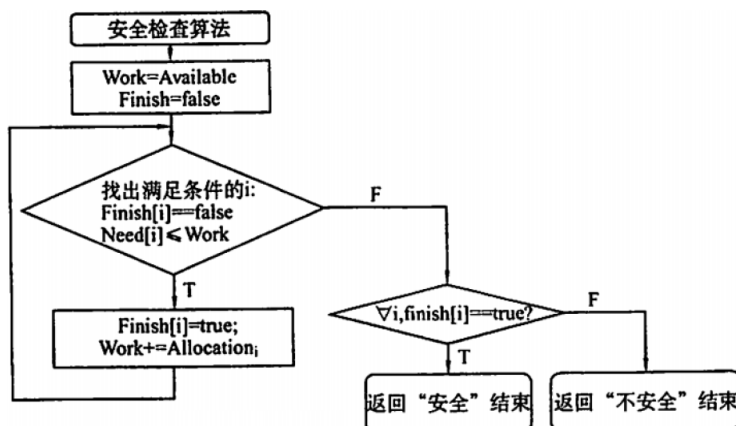 安全检查算法
Work=Available
Finish=false
找出满足条件的i:
Finish[i]==false
Need[i]⩽Work
F
T
Finish[i]=true;
Work+=Allocationᵢ
∀i,finish[i]==true?
F
T
返回“安全”结束
返回“不安全”结束